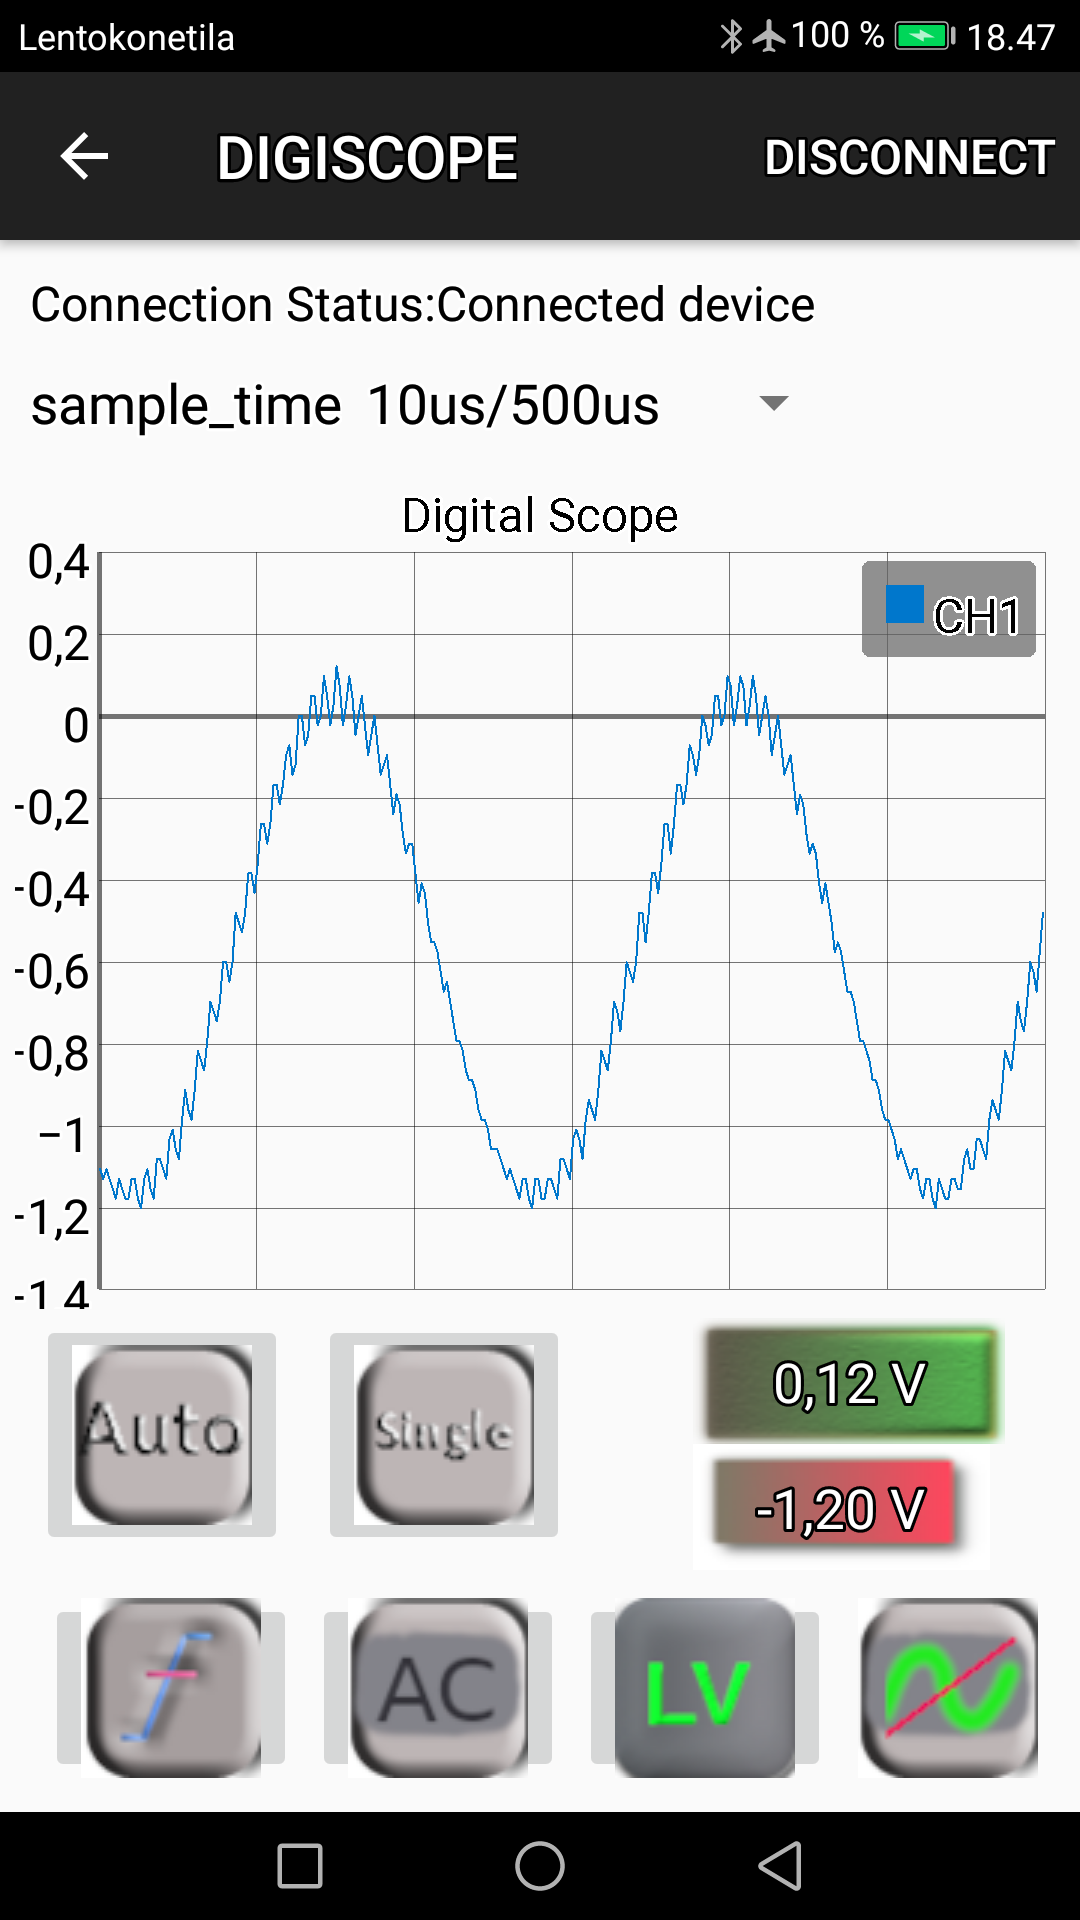 Lentokonetila 100 % 18.47
DIGISCOPE DISCONNECT
Connection Status:Connected device
sample_time 10us/500us
Digital Scope
0,4
CH1
0,2
0
-0,2
-0,4
-0,6
-0,8
−1
-1,2
-1 4
Auto Single 0,12 V
-1,20 V
AC LV